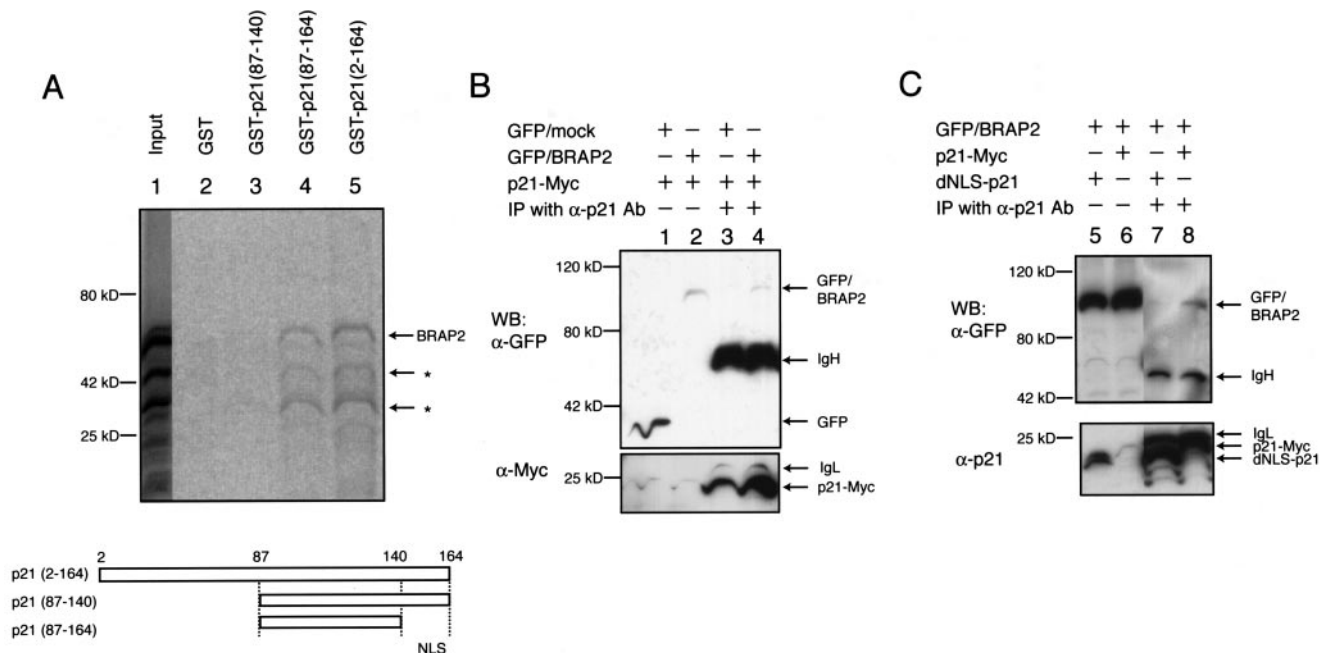 A
Input
GST
GST-p21(87-140)
GST-p21(87-164)
GST-p21(2-164)
1 2 3 4 5
80 kD
42 kD
25 kD
BRAP2
*
*
2 87 140 164
p21 (2-164)
p21 (87-140)
p21 (87-164)
NLS
B
GFP/mock + − + −
GFP/BRAP2 − + − +
p21-Myc + + + +
IP with α-p21 Ab − − + +
1 2 3 4
120 kD
80 kD
42 kD
WB:
α-GFP
GFP/
BRAP2
IgH
GFP
α-Myc
25 kD
IgL
p21-Myc
C
GFP/BRAP2 + + + +
p21-Myc − + − +
dNLS-p21 + − + −
IP with α-p21 Ab − − + +
5 6 7 8
120 kD
80 kD
42 kD
WB:
α-GFP
GFP/
BRAP2
IgH
25 kD
α-p21
IgL
p21-Myc
dNLS-p21